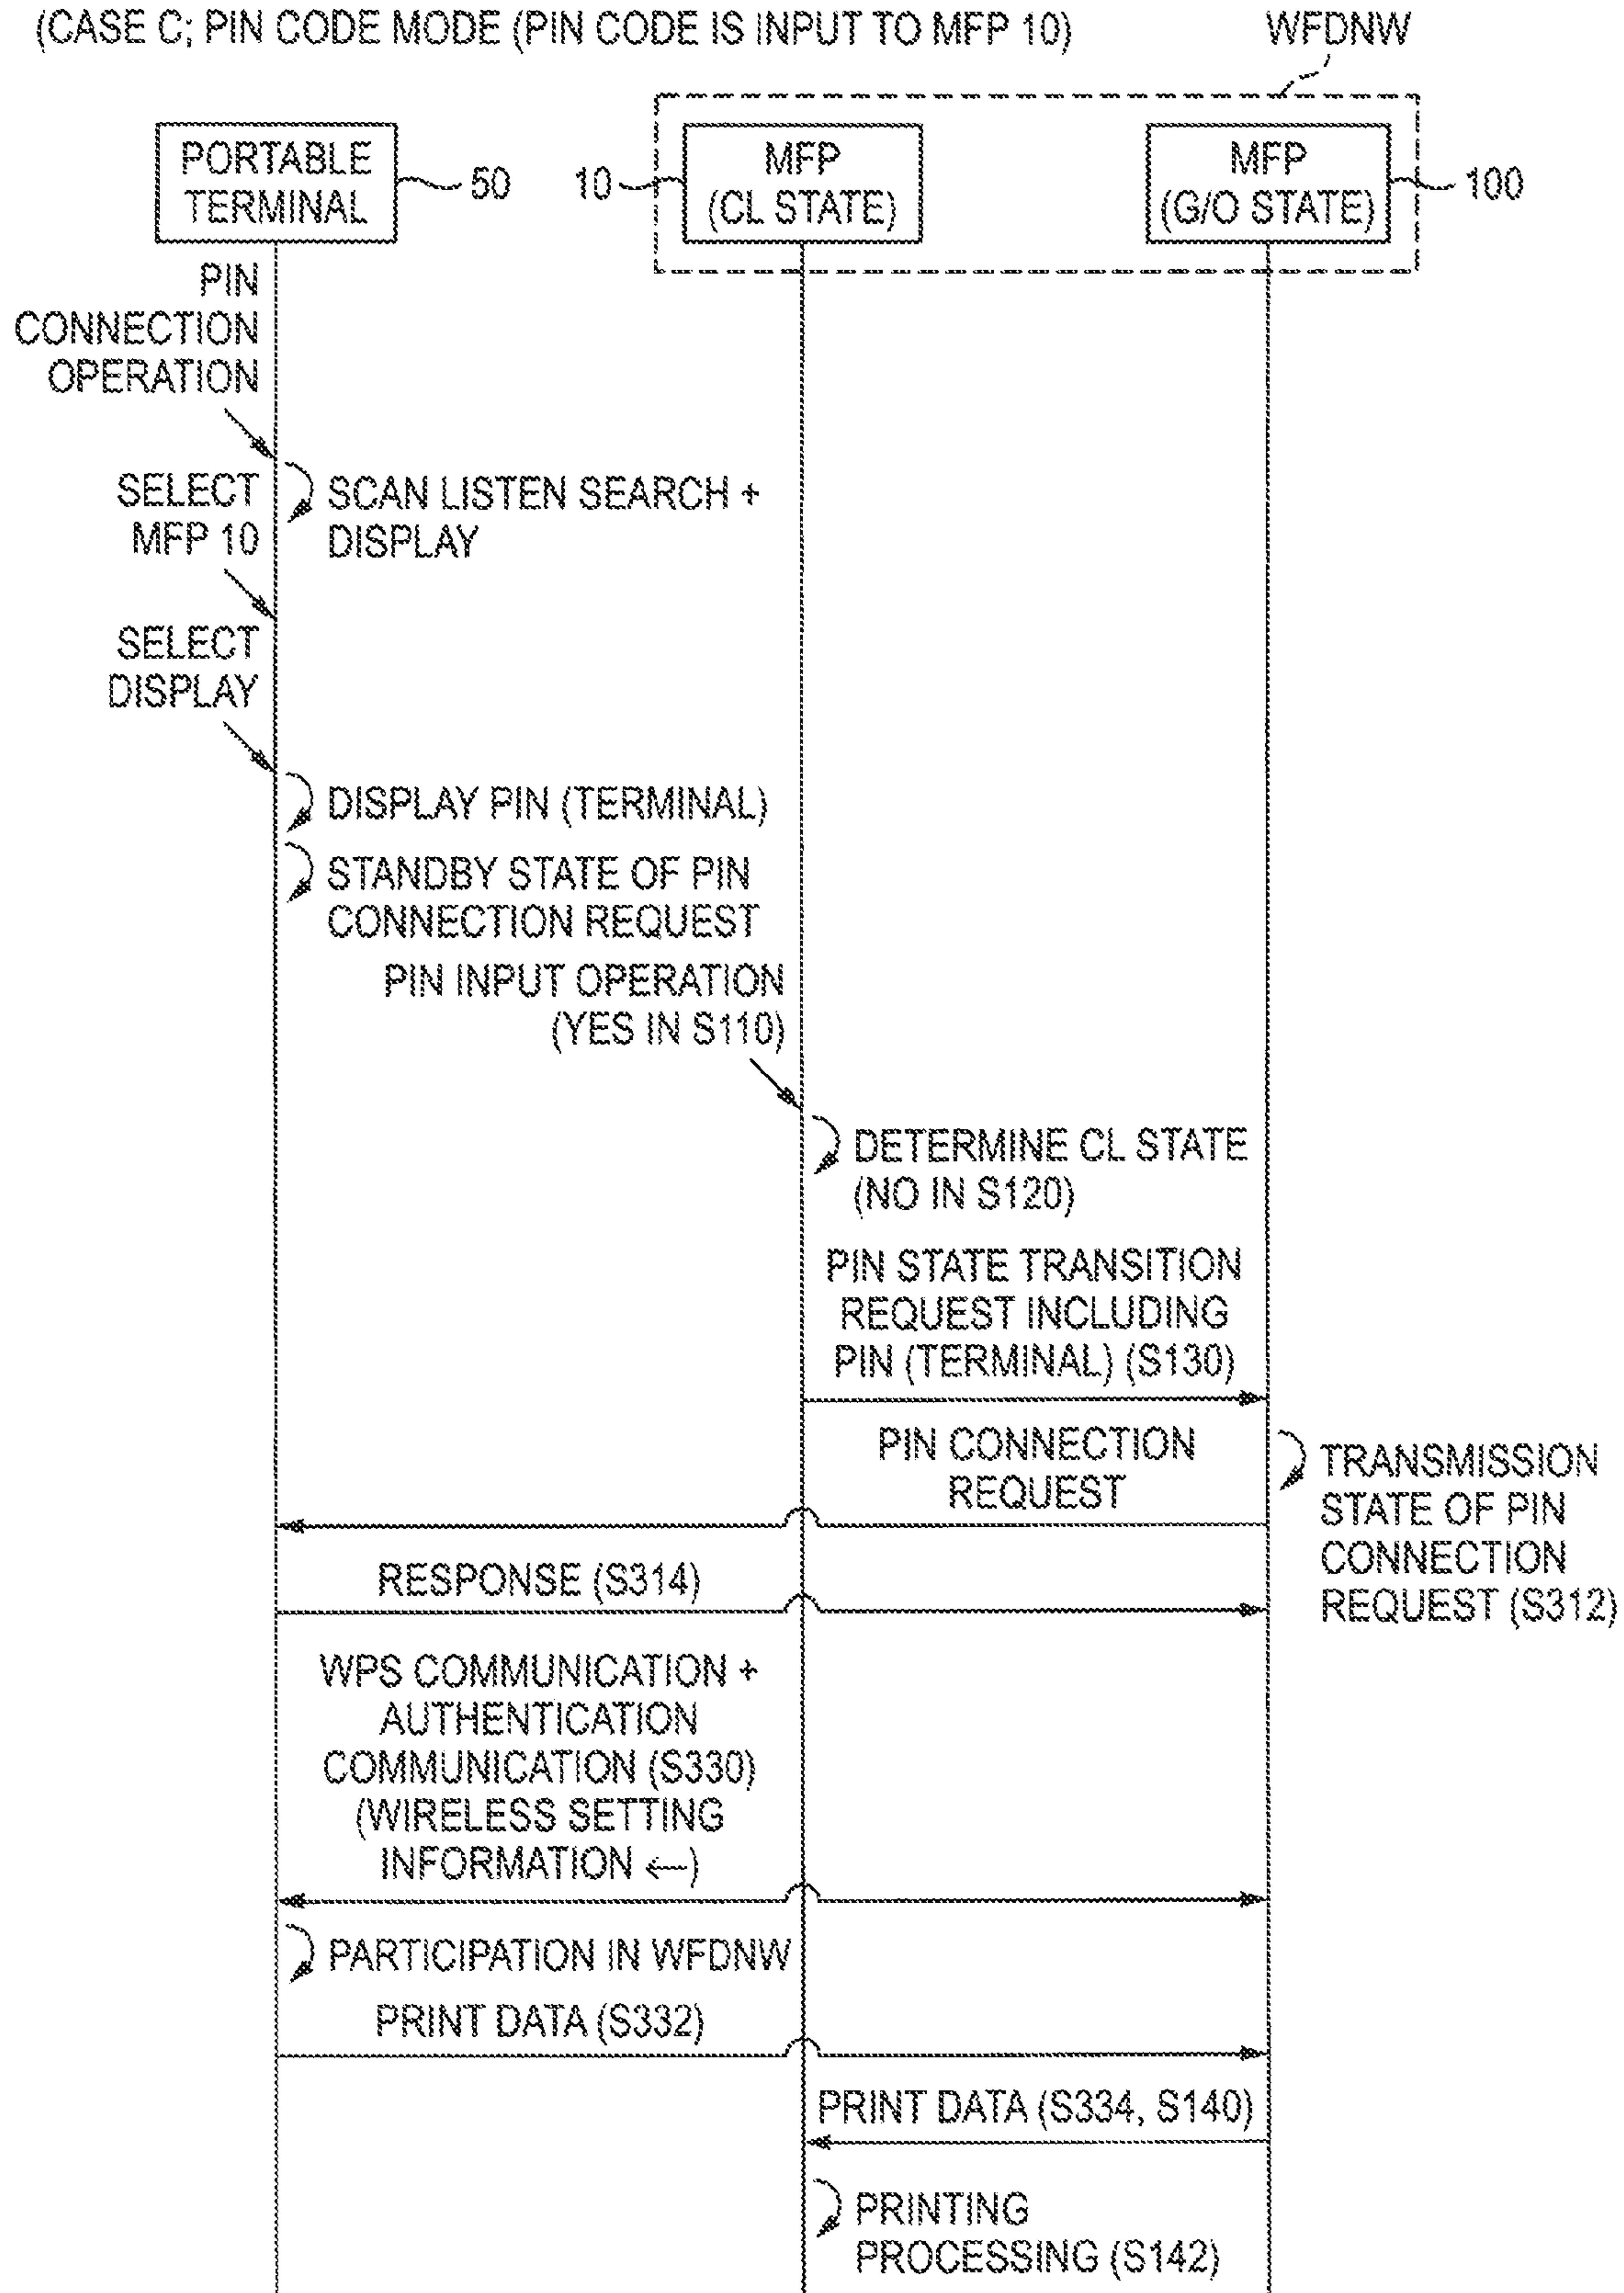 (CASE C; PIN CODE MODE (PIN CODE IS INPUT TO MFP 10)
WFDNW
PORTABLE
TERMINAL
50
10
MFP
(CL STATE)
MFP
(G/O STATE)
100
PIN
CONNECTION
OPERATION
SCAN LISTEN SEARCH +
DISPLAY
SELECT
MFP 10
SELECT
DISPLAY
DISPLAY PIN (TERMINAL)
STANDBY STATE OF PIN
CONNECTION REQUEST
PIN INPUT OPERATION
(YES IN S110)
DETERMINE CL STATE
(NO IN S120)
PIN STATE TRANSITION
REQUEST INCLUDING
PIN (TERMINAL) (S130)
PIN CONNECTION
REQUEST
TRANSMISSION
STATE OF PIN
CONNECTION
REQUEST (S312)
RESPONSE (S314)
WPS COMMUNICATION +
AUTHENTICATION
COMMUNICATION (S330)
(WIRELESS SETTING
INFORMATION ←)
PARTICIPATION IN WFDNW
PRINT DATA (S332)
PRINT DATA (S334, S140)
PRINTING
PROCESSING (S142)